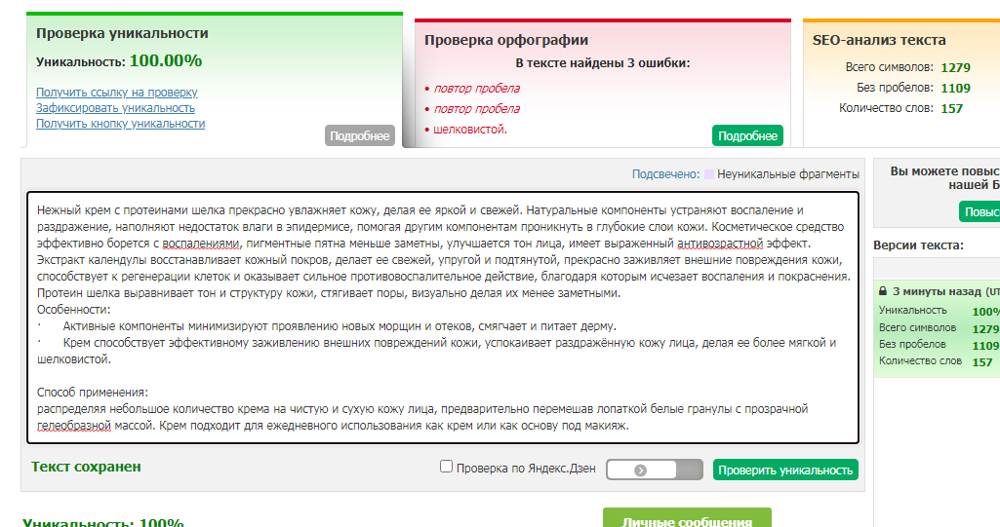 Проверка уникальности
Уникальность: 100.00%
Получить ссылку на проверку
Зафиксировать уникальность
Получить кнопку уникальности
Подробнее
Проверка орфографии
В тексте найдены 3 ошибки:
• повтор пробела
• повтор пробела
• шелковистой.
Подробнее
SEO-анализ текста
Всего символов: 1279
Без пробелов: 1109
Количество слов: 157
Подсвечено: Неуникальные фрагменты
Нежный крем с протеинами шелка прекрасно увлажняет кожу, делая ее яркой и свежей. Натуральные компоненты устраняют воспаление и
раздражение, наполняют недостаток влаги в эпидермисе, помогая другим компонентам проникнуть в глубокие слои кожи. Косметическое средство
эффективно борется с воспалениями, пигментные пятна меньше заметны, улучшается тон лица, имеет выраженный антивозрастной эффект.
Экстракт календулы восстанавливает кожный покров, делает ее свежей, упругой и подтянутой, прекрасно заживляет внешние повреждения кожи,
способствует к регенерации клеток и оказывает сильное противовоспалительное действие, благодаря которым исчезает воспаления и покраснения.
Протеин шелка выравнивает тон и структуру кожи, стягивает поры, визуально делая их менее заметными.
Особенности:
· Активные компоненты минимизируют проявлению новых морщин и отеков, смягчает и питает дерму.
· Крем способствует эффективному заживлению внешних повреждений кожи, успокаивает раздражённую кожу лица, делая ее более мягкой и
шелковистой.
Способ применения:
распределяя небольшое количество крема на чистую и сухую кожу лица, предварительно перемешав лопаткой белые гранулы с прозрачной
гелеобразной массой. Крем подходит для ежедневного использования как крем или как основу под макияж.
Текст сохранен
Проверка по Яндекс.Дзен
Проверить уникальность
Уникальность: 100%
Личные сообщения
Вы можете повыс
нашей Б
Повыс
Версии текста:
3 минуты назад (UT
Уникальность 100%
Всего символов 1279
Без пробелов 1109
Количество слов 157